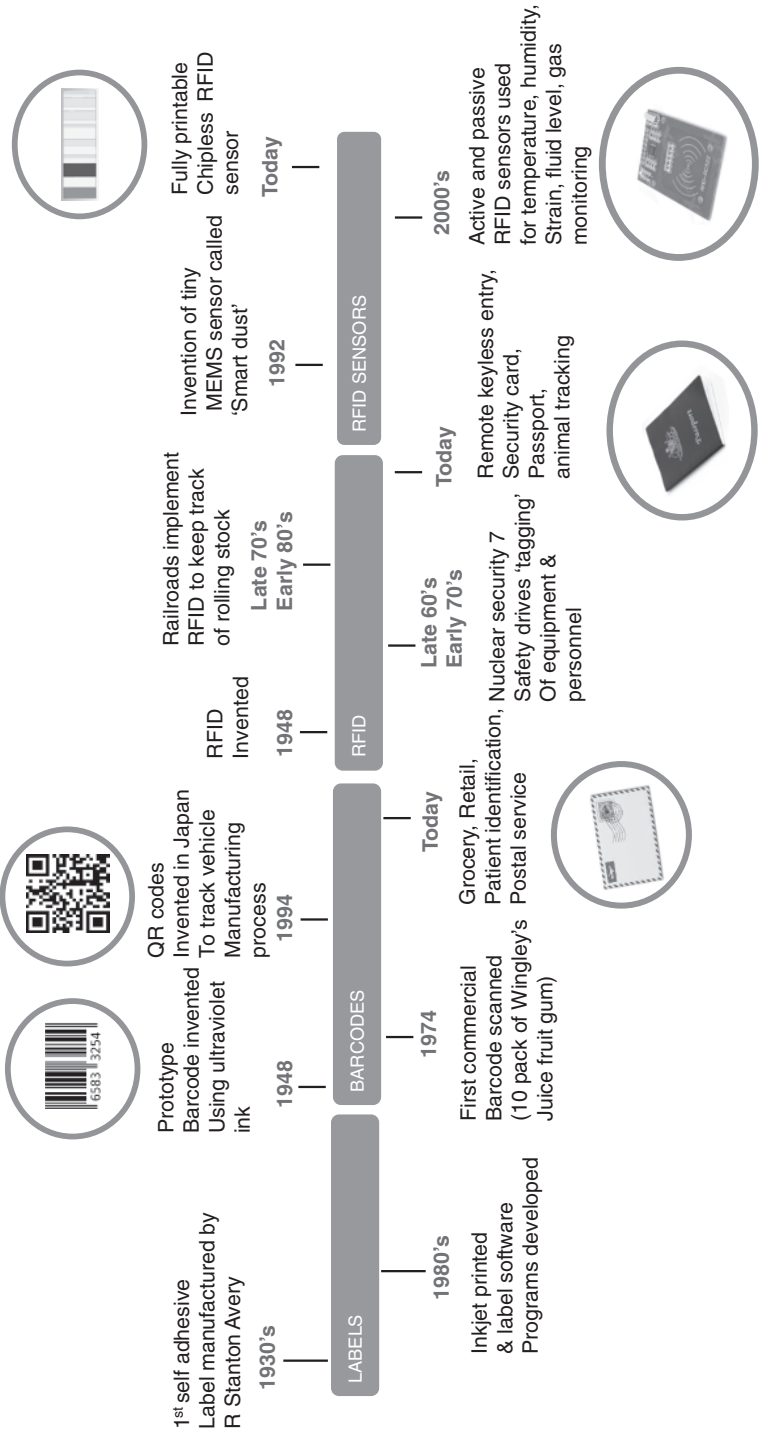 1st self adhesive
Label manufactured by
R Stanton Avery
1930's
LABELS
1980's
Inkjet printed
& label software
Programs developed
6583 3254
Prototype
Barcode invented
Using ultraviolet
ink
1948
BARCODES
1974
First commercial
Barcode scanned
(10 pack of Wingley's
Juice fruit gum)
QR codes
Invented in Japan
To track vehicle
Manufacturing
process
1994
Today
Grocery, Retail,
Patient identification,
Postal service
RFID
Invented
1948
RFID
Late 60's
Early 70's
Nuclear security 7
Safety drives 'tagging'
Of equipment &
personnel
Railroads implement
RFID to keep track
of rolling stock
Late 70's
Early 80's
Today
Remote keyless entry,
Security card,
Passport,
animal tracking
Passport
Invention of tiny
MEMS sensor called
'Smart dust'
1992
RFID SENSORS
2000's
Active and passive
RFID sensors used
for temperature, humidity,
Strain, fluid level, gas
monitoring
Fully printable
Chipless RFID
sensor
Today